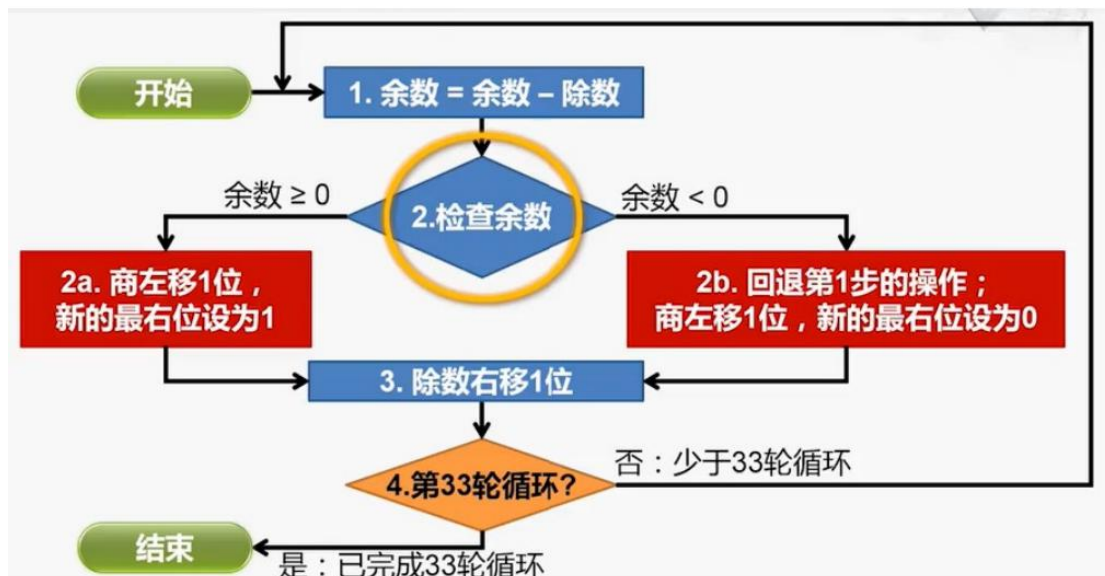 开始
1. 余数 = 余数 – 除数
2.检查余数
余数 ≥ 0
余数 < 0
2a. 商左移1位，
新的最右位设为1
2b. 回退第1步的操作；
商左移1位，新的最右位设为0
3. 除数右移1位
4.第33轮循环?
否：少于33轮循环
结束
是：已完成33轮循环